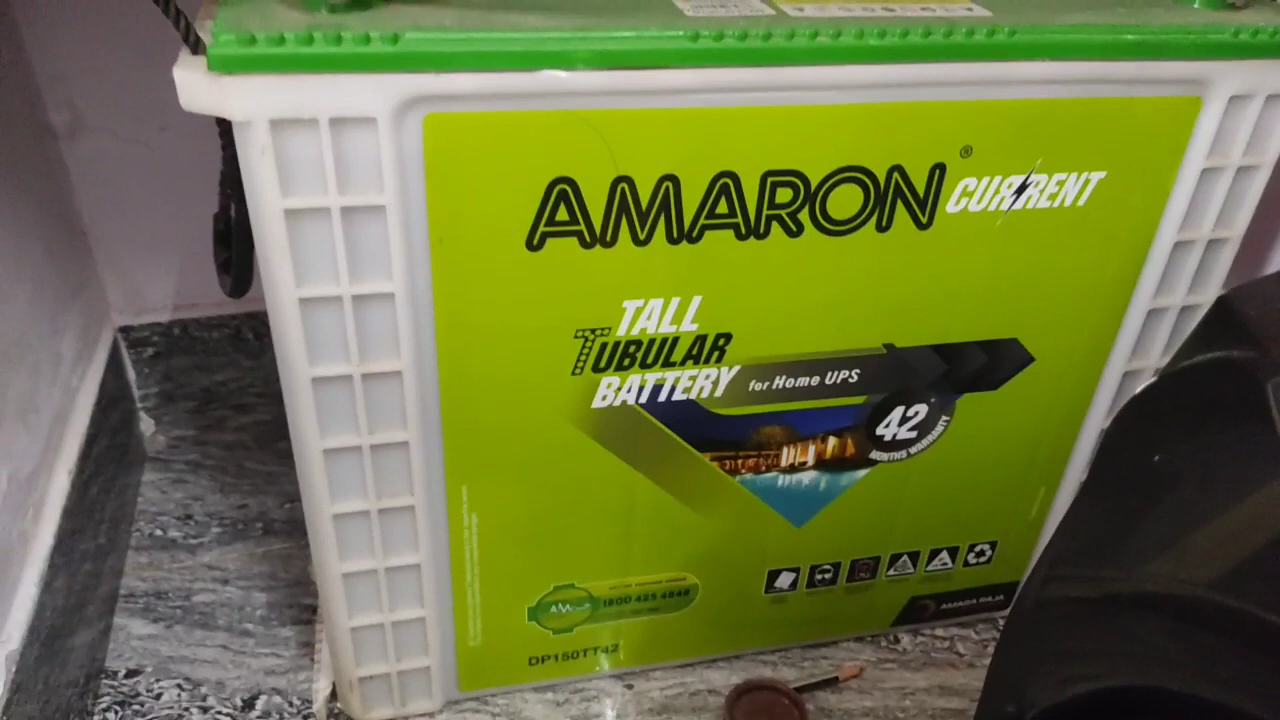 AMARON® CURRENT
TALL
TUBULAR
BATTERY for Home UPS
42
MONTHS WARRANTY
1800 425 4848
AMARA RAJA
DP150TT42